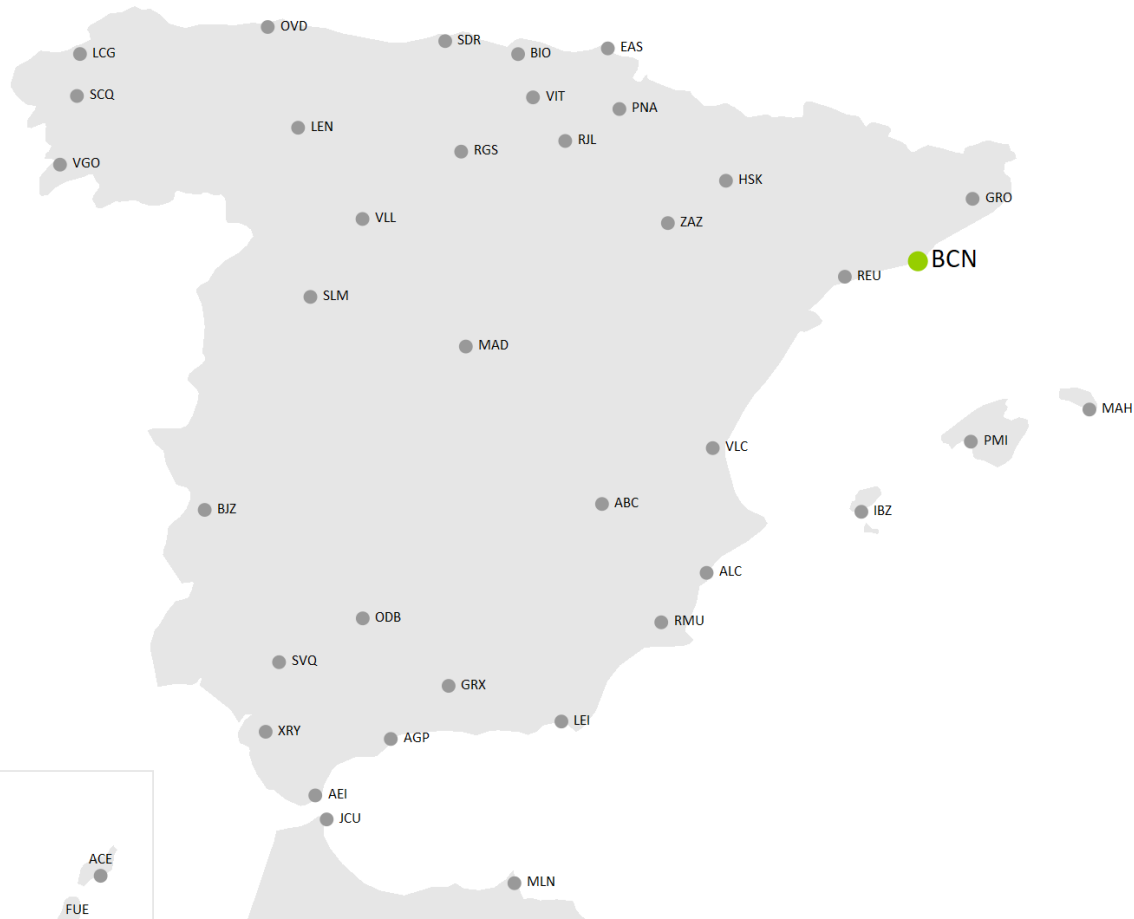 OVD
SDR
EAS
LCG
BIO
SCQ
VIT
PNA
LEN
RJL
RGS
VGO
HSK
GRO
VLL
ZAZ
BCN
REU
SLM
MAD
MAH
PMI
VLC
ABC
BJZ
IBZ
ALC
ODB
RMU
SVQ
GRX
LEI
XRY
AGP
AEI
JCU
ACE
MLN
FUE